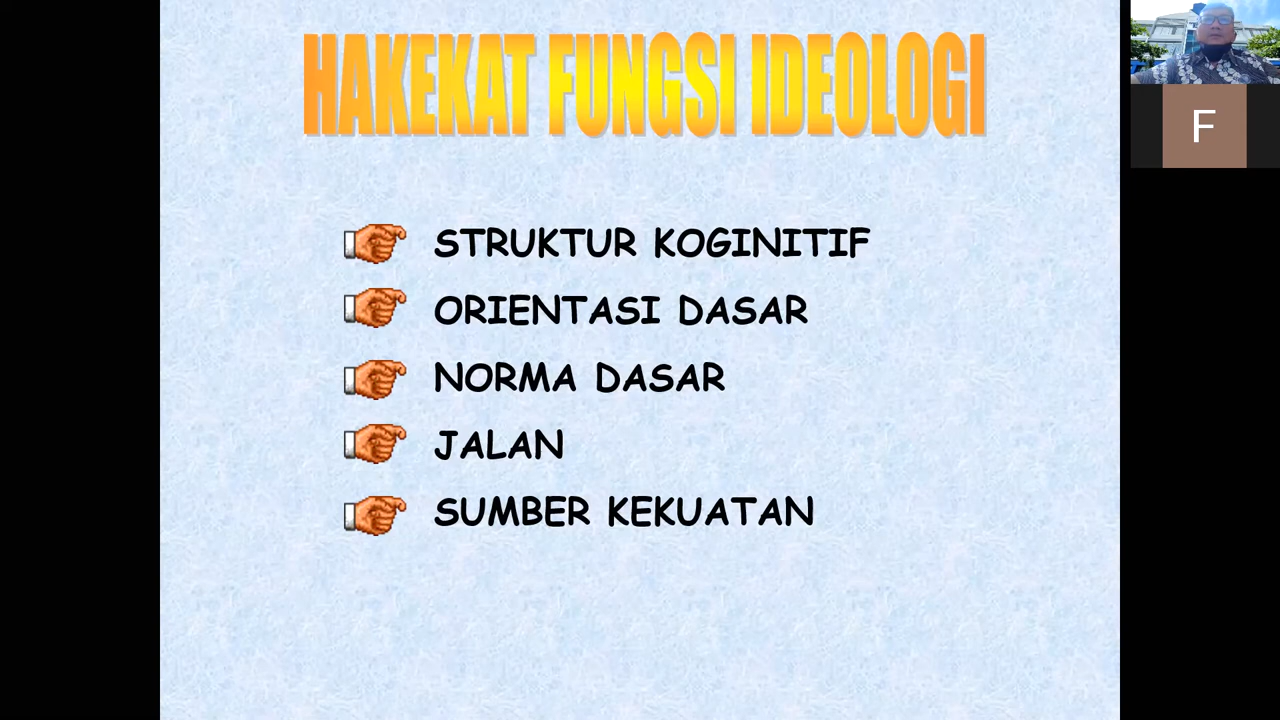 HAKEKAT FUNGSI IDEOLOGI
STRUKTUR KOGINITIF
ORIENTASI DASAR
NORMA DASAR
JALAN
SUMBER KEKUATAN
F